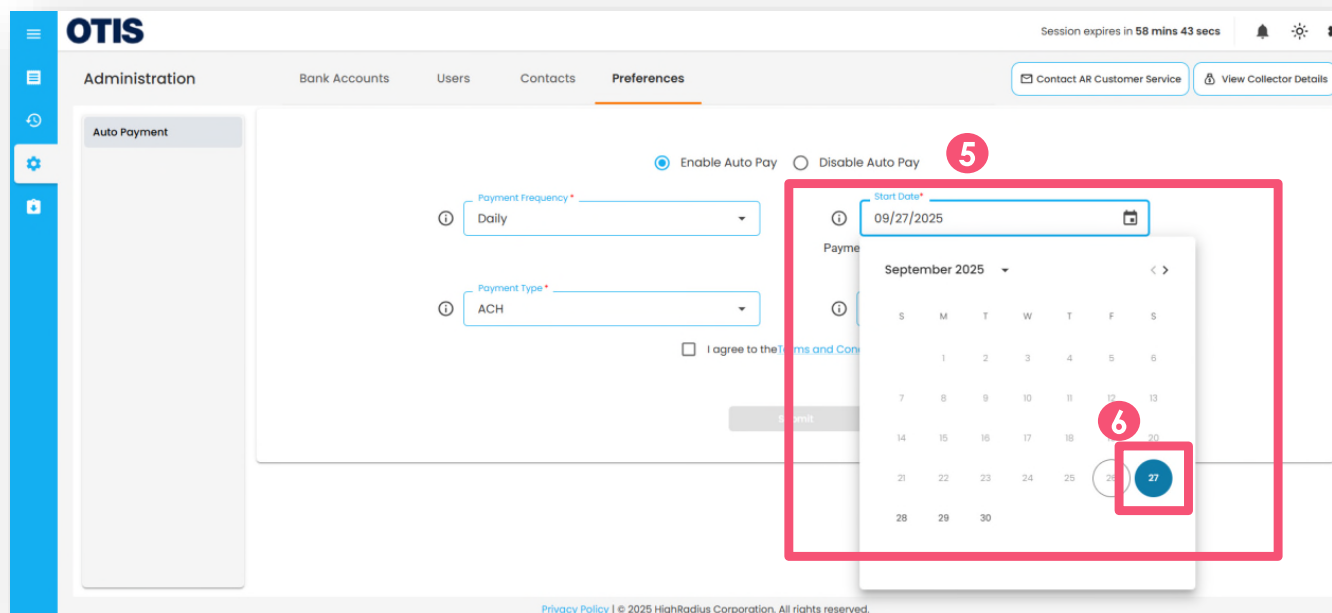 OTIS
Session expires in 58 mins 43 secs
Administration
Bank Accounts
Users
Contacts
Preferences
Contact AR Customer Service
View Collector Details
Auto Payment
5
Enable Auto Pay
Disable Auto Pay
Payment Frequency *
Start Date*
Daily
09/27/2025
Payme
September 2025
Payment Type *
ACH
S M T W T F S
I agree to the Terms and Con
1 2 3 4 5 6
7 8 9 10 11 12 13
6
Submit
14 15 16 17 18 20
21 22 23 24 25 26 27
28 29 30
Privacy Policy | © 2025 HighRadius Corporation. All rights reserved.